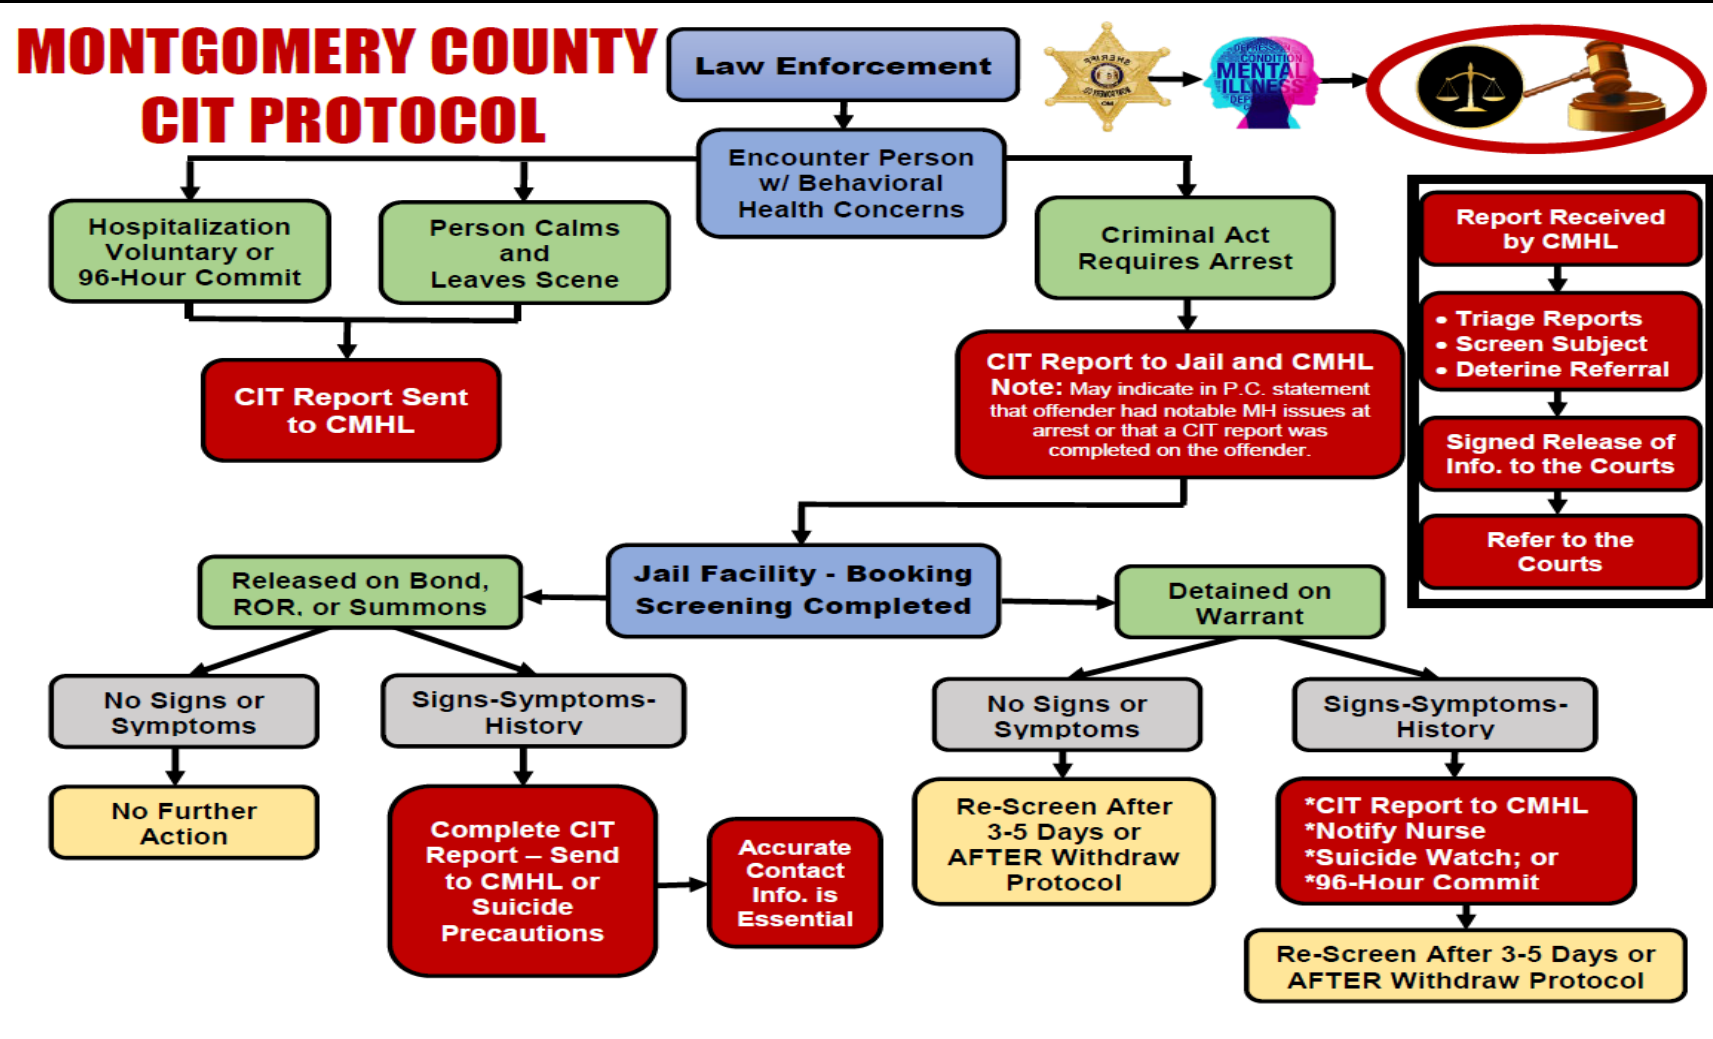 MONTGOMERY COUNTY
CIT PROTOCOL
Law Enforcement
SHERIFF
MO
DEPRESSION
CONDITION
MENTAL
ILLNESS
Encounter Person
w/ Behavioral
Health Concerns
Hospitalization
Voluntary or
96-Hour Commit
Person Calms
and
Leaves Scene
Criminal Act
Requires Arrest
CIT Report Sent
to CMHL
CIT Report to Jail and CMHL
Note: May indicate in P.C. statement
that offender had notable MH issues at
arrest or that a CIT report was
completed on the offender.
Report Received
by CMHL
• Triage Reports
• Screen Subject
• Deterine Referral
Signed Release of
Info. to the Courts
Refer to the
Courts
Jail Facility - Booking
Screening Completed
Released on Bond,
ROR. or Summons
Detained on
Warrant
No Signs or
Symptoms
Signs-Symptoms-
History
No Signs or
Symptoms
Signs-Symptoms-
History
No Further
Action
Complete CIT
Report – Send
to CMHL or
Suicide
Precautions
Accurate
Contact
Info. is
Essential
Re-Screen After
3-5 Days or
AFTER Withdraw
Protocol
*CIT Report to CMHL
*Notify Nurse
*Suicide Watch; or
*96-Hour Commit
Re-Screen After 3-5 Days or
AFTER Withdraw Protocol